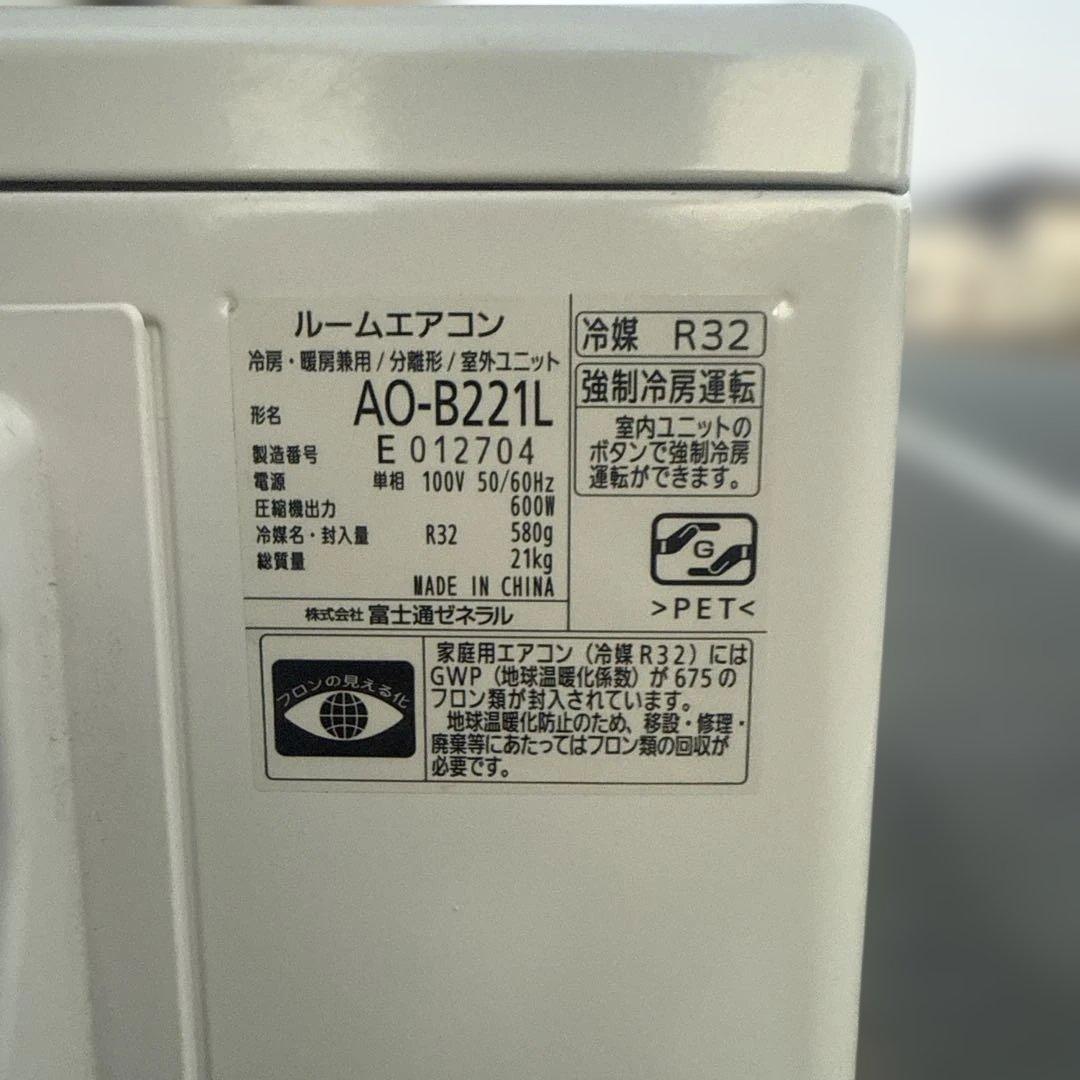 ルームエアコン
冷房・暖房兼用/分離形/室外ユニット
形名 AO-B221L
製造番号 E 012704
電源 単相 100V 50/60Hz
圧縮機出力 600W
冷媒名・封入量 R32 580g
総質量 21kg
MADE IN CHINA
株式会社 富士通ゼネラル
冷媒 R32
強制冷房運転
室内ユニットの
ボタンで強制冷房
運転ができます。
G
>PET<
フロンの見える化
家庭用エアコン（冷媒R32）には
GWP（地球温暖化係数）が675の
フロン類が封入されています。
地球温暖化防止のため、移設・修理・
廃棄等にあたってはフロン類の回収が
必要です。